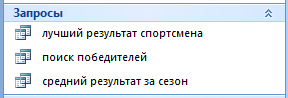 Запросы
лучший результат спортсмена
поиск победителей
средний результат за сезон